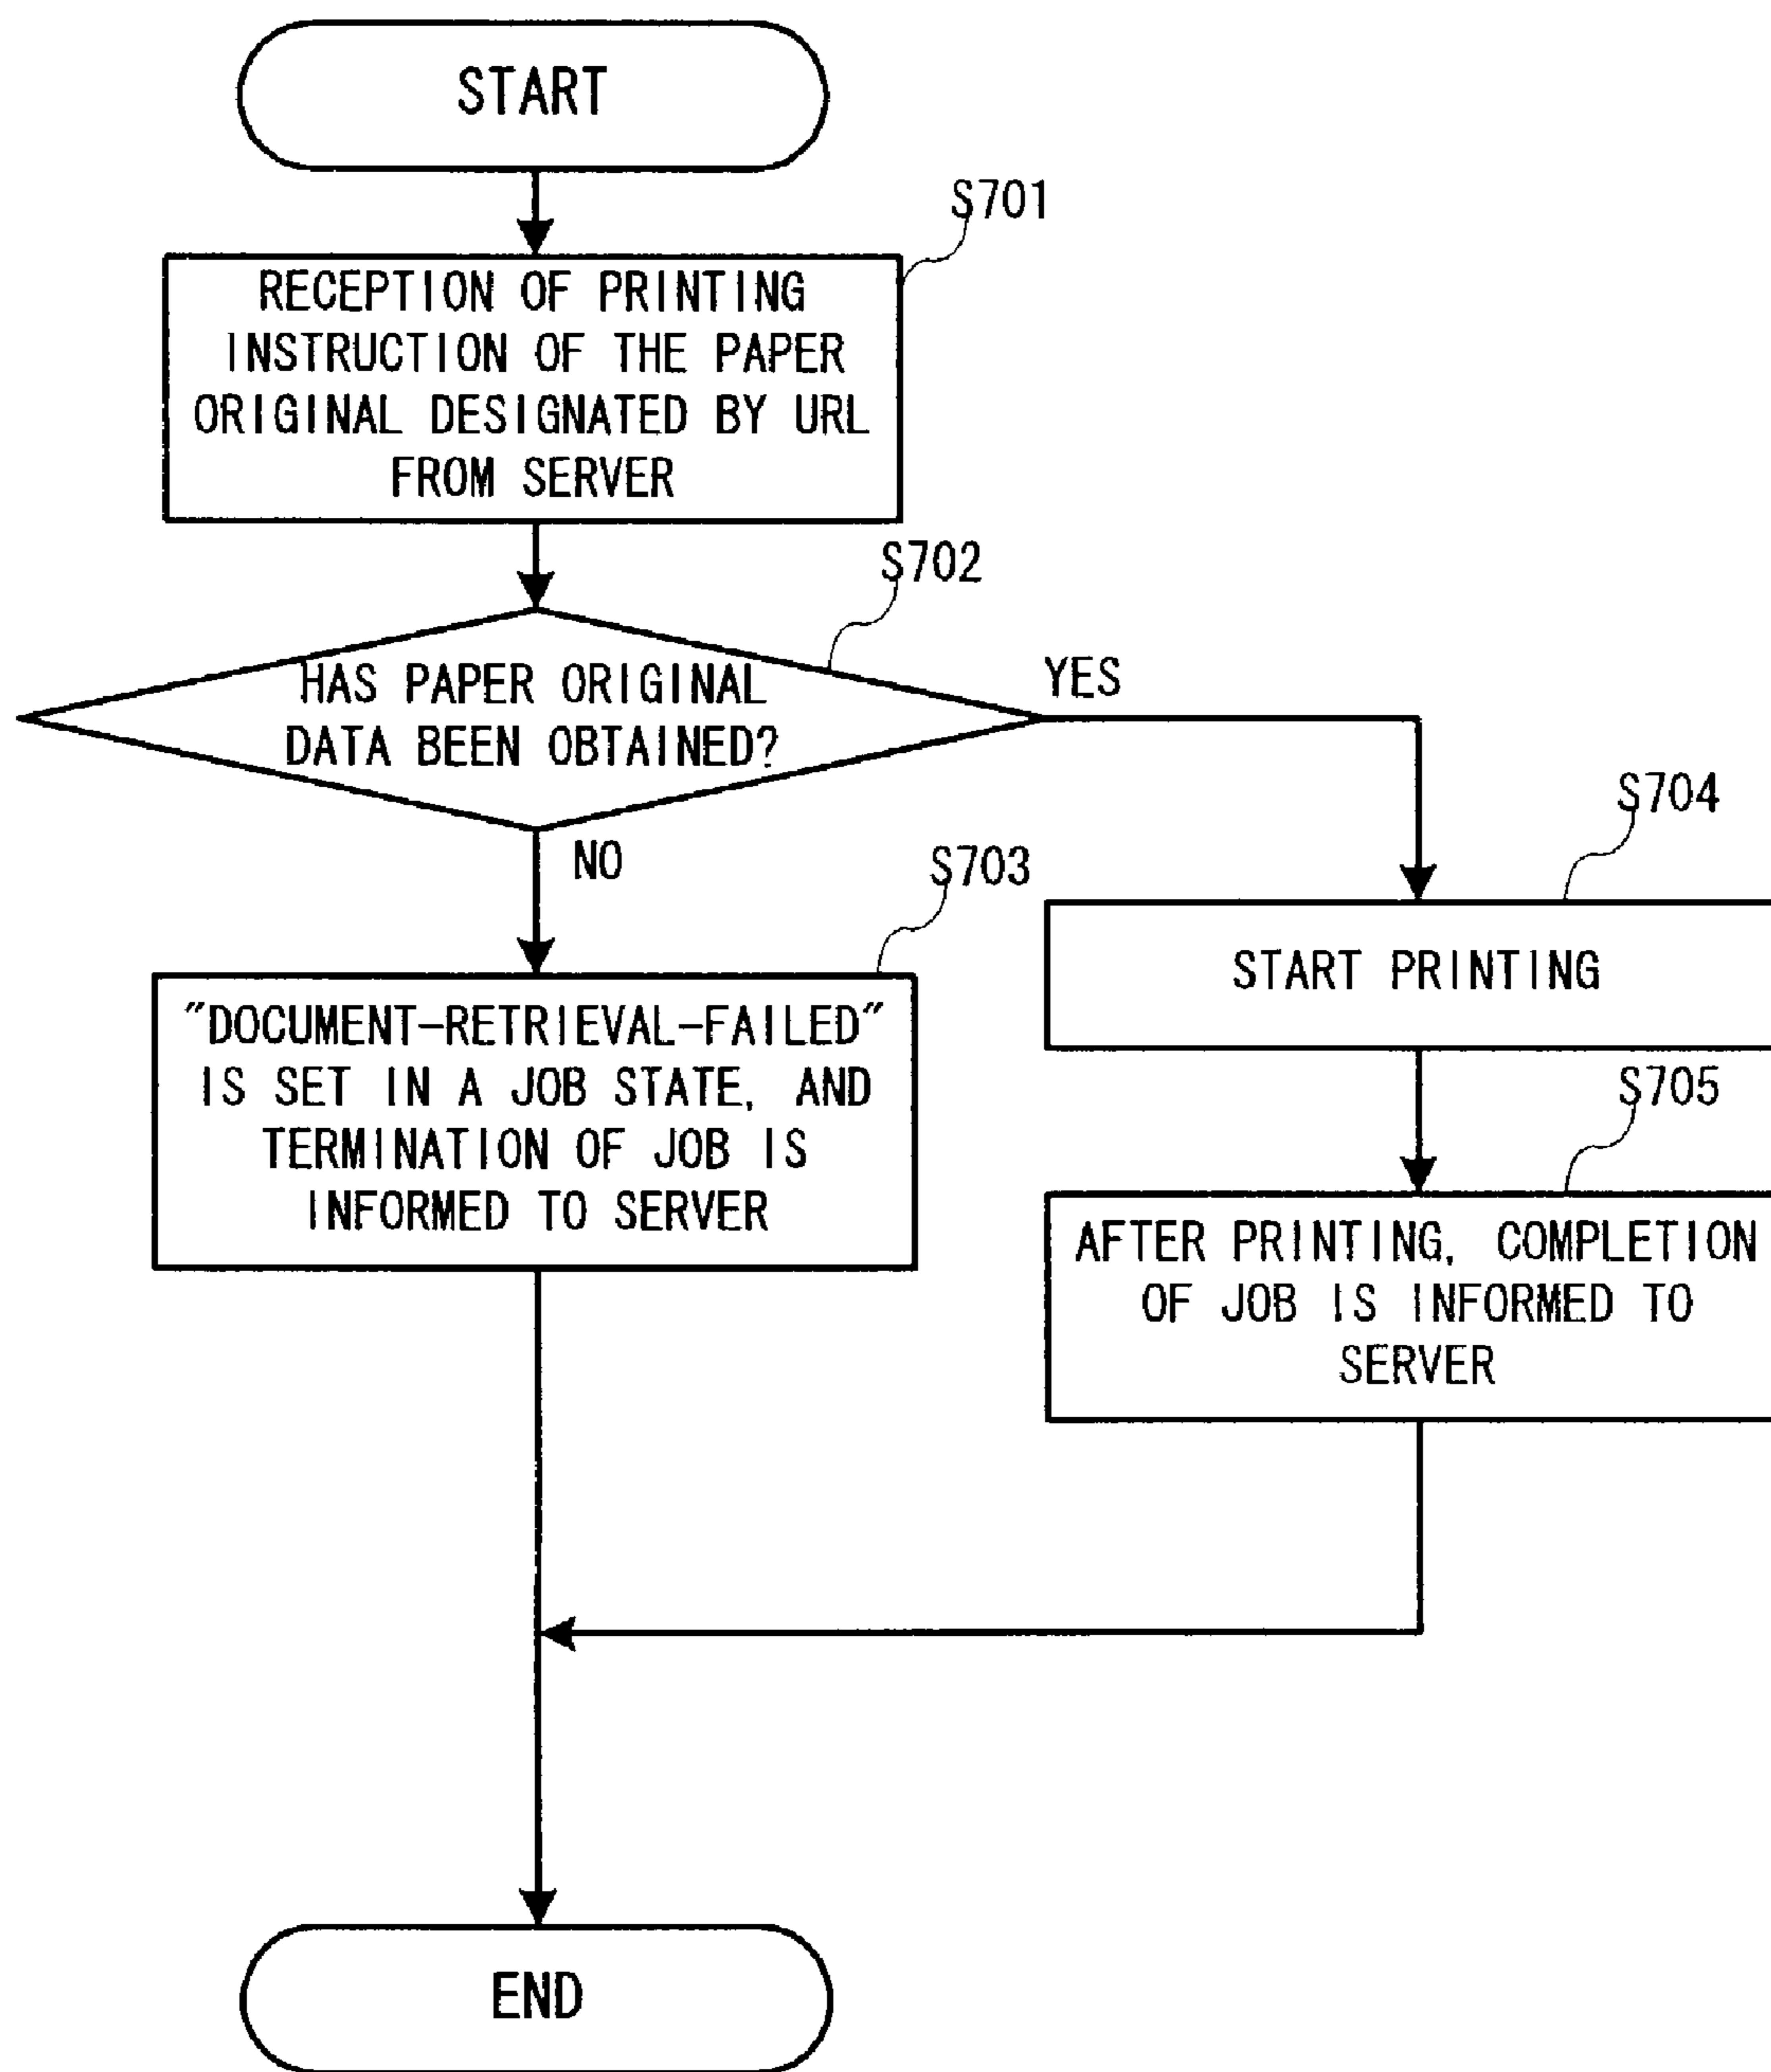 START
S701
RECEPTION OF PRINTING
INSTRUCTION OF THE PAPER
ORIGINAL DESIGNATED BY URL
FROM SERVER
S702
HAS PAPER ORIGINAL
DATA BEEN OBTAINED?
YES
NO
S703
"DOCUMENT-RETRIEVAL-FAILED"
IS SET IN A JOB STATE, AND
TERMINATION OF JOB IS
INFORMED TO SERVER
S704
START PRINTING
S705
AFTER PRINTING, COMPLETION
OF JOB IS INFORMED TO
SERVER
END